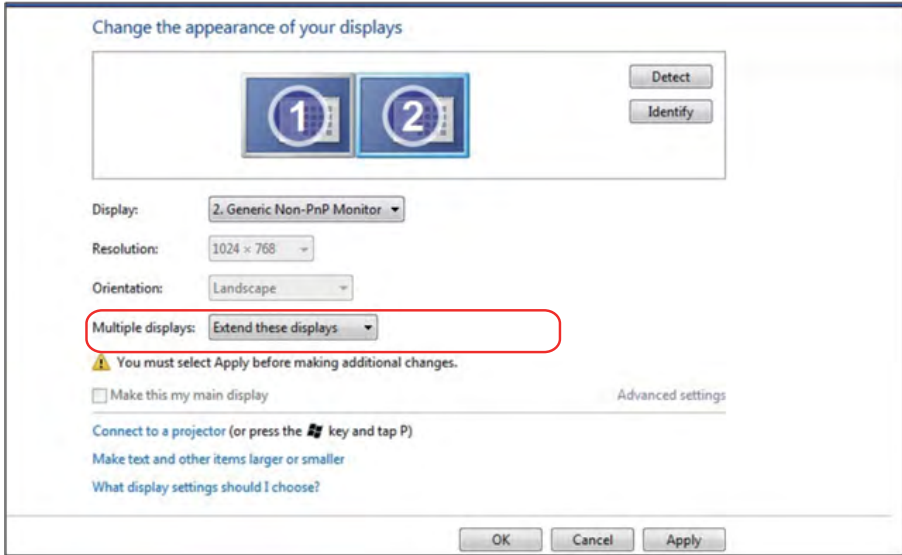 Change the appearance of your displays
1 2
Detect
Identify
Display: 2. Generic Non-PnP Monitor
Resolution: 1024 × 768
Orientation: Landscape
Multiple displays: Extend these displays
You must select Apply before making additional changes.
Make this my main display Advanced settings
Connect to a projector (or press the key and tap P)
Make text and other items larger or smaller
What display settings should I choose?
OK Cancel Apply